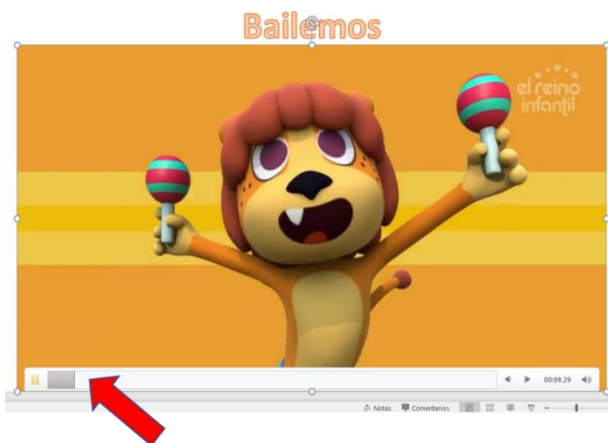 Bailemos
el reino
infantil
00:09,29
Notas Comentarios